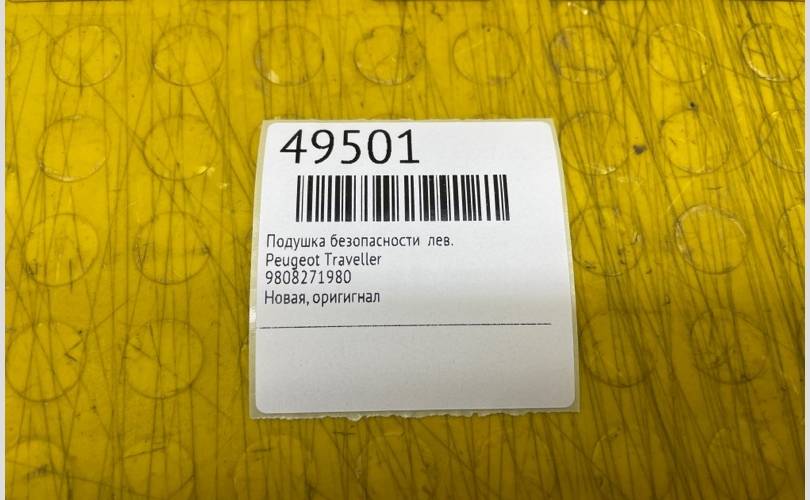 49501
Подушка безопасности лев.
Peugeot Traveller
9808271980
Новая, оригигнал